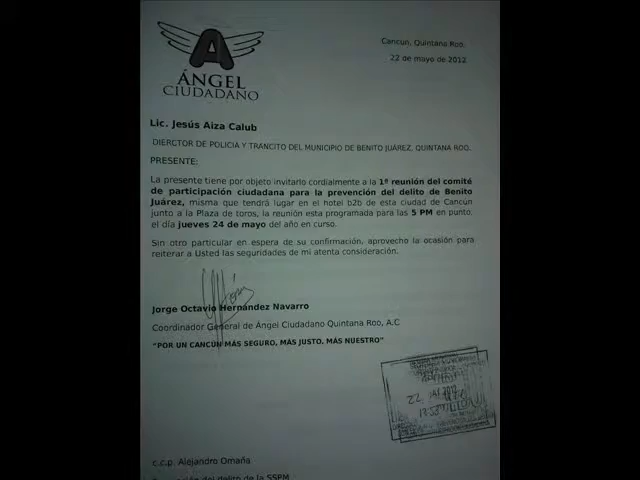 A
ÁNGEL
CIUDADANO
Cancún, Quintana Roo.
22 de mayo de 2012
Lic. Jesús Aiza Calub
DIERCTOR DE POLICIA Y TRANCITO DEL MUNICIPIO DE BENITO JUÁREZ, QUINTANA ROO.
PRESENTE:
La presente tiene por objeto invitarlo cordialmente a la 1º reunión del comité
de participación ciudadana para la prevención del delito de Benito
Juárez, misma que tendrá lugar en el hotel b2b de esta ciudad de Cancún
junto a la Plaza de toros, la reunión esta programada para las 5 PM en punto,
el día jueves 24 de mayo del año en curso.
Sin otro particular en espera de su confirmación, aprovecho la ocasión para
reiterar a Usted las seguridades de mi atenta consideración.
Jorge Octavio Hernández Navarro
Coordinador General de Ángel Ciudadano Quintana Roo, A.C
"POR UN CANCÚN MÁS SEGURO, MÁS JUSTO. MÁS NUESTRO"
22
c.c.p. Alejandro Omaña
delito de la SSPM